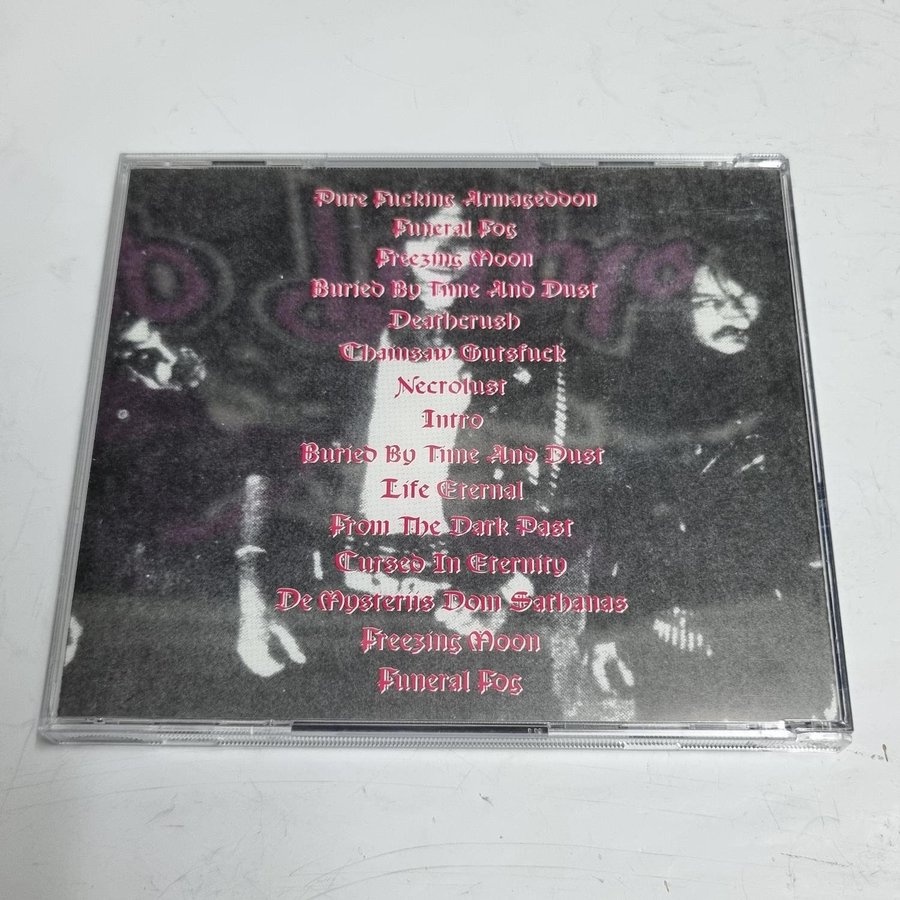 Pure Fucking Armageddon
Funeral Fog
Freezing Moon
Buried By Time And Dust
Deathcrush
Chainsaw Gutsfuck
Necrolust
Intro
Buried By Time And Dust
Life Eternal
From The Dark Past
Cursed In Eternity
De Mysteriis Dom Sathanas
Freezing Moon
Funeral Fog